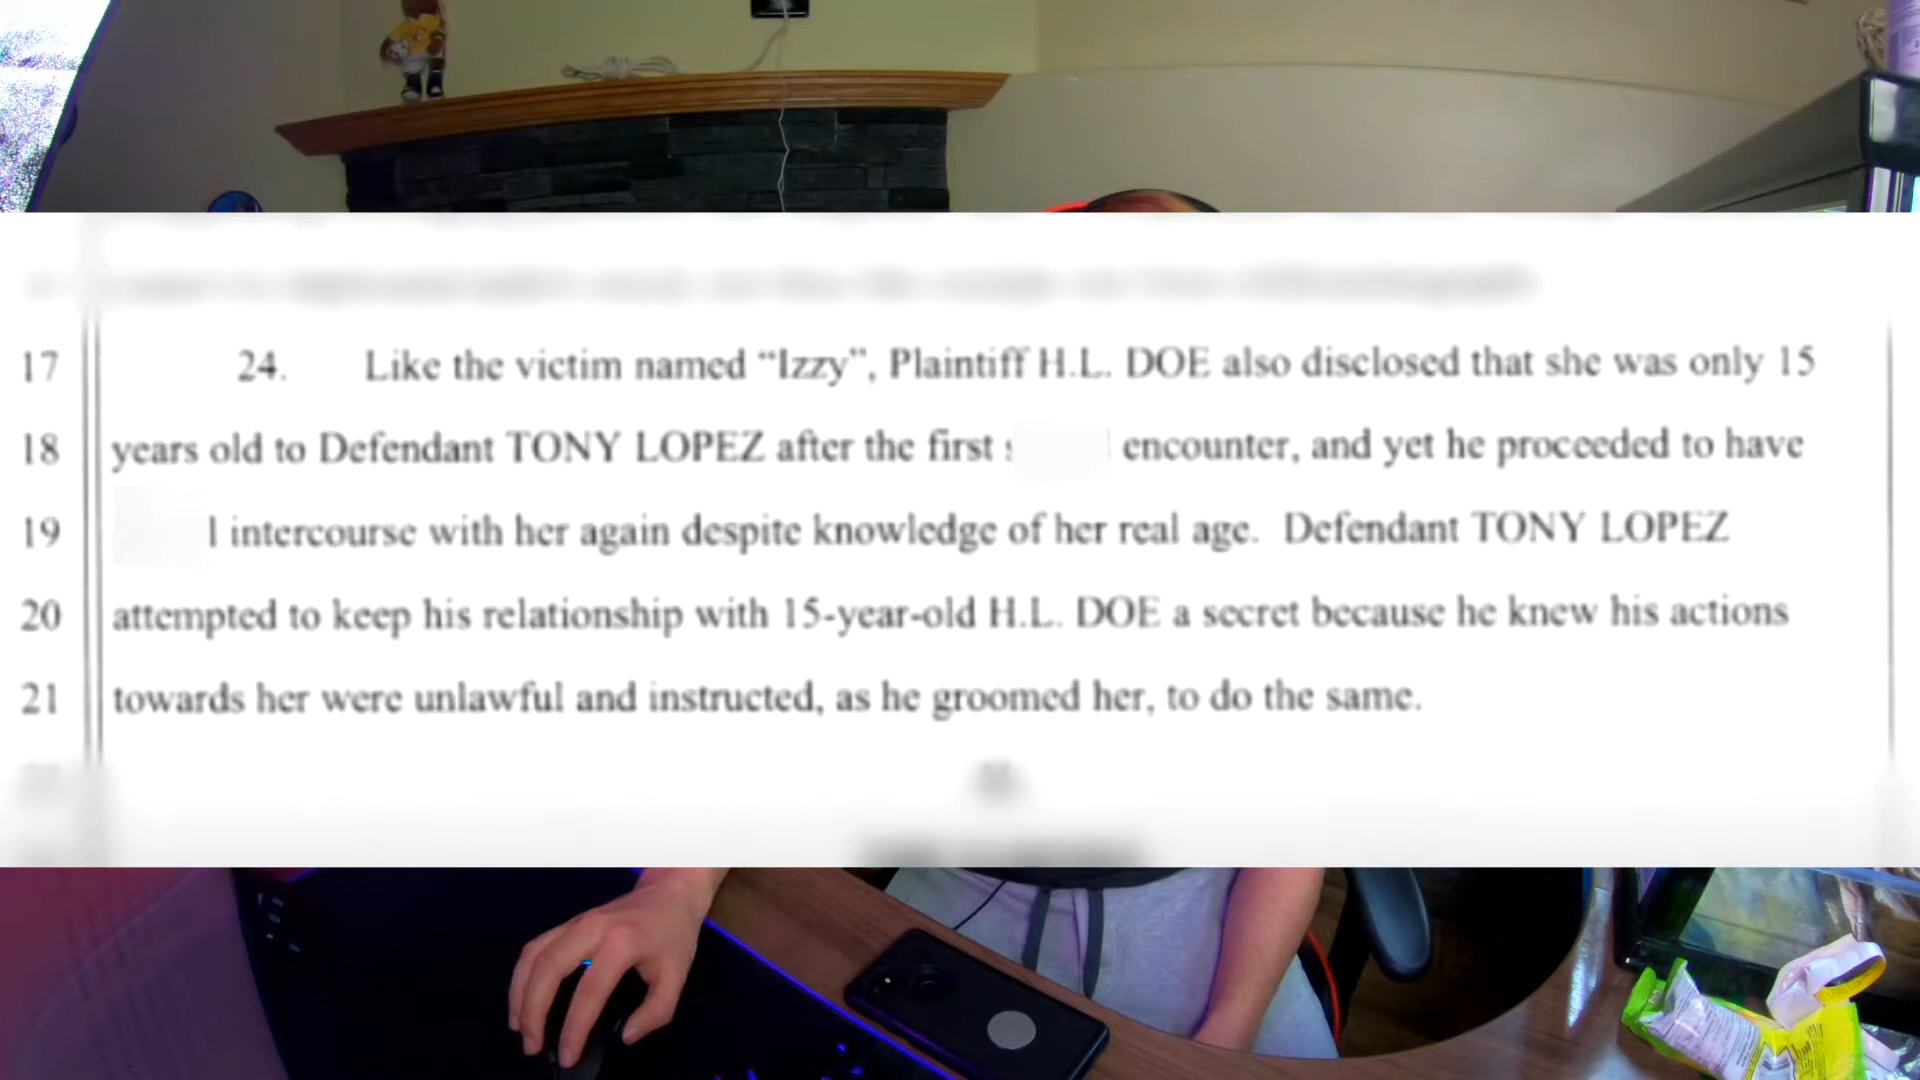 17 24. Like the victim named “Izzy”, Plaintiff H.L. DOE also disclosed that she was only 15
18 years old to Defendant TONY LOPEZ after the first encounter, and yet he proceeded to have
19 intercourse with her again despite knowledge of her real age. Defendant TONY LOPEZ
20 attempted to keep his relationship with 15-year-old H.L. DOE a secret because he knew his actions
21 towards her were unlawful and instructed, as he groomed her, to do the same.